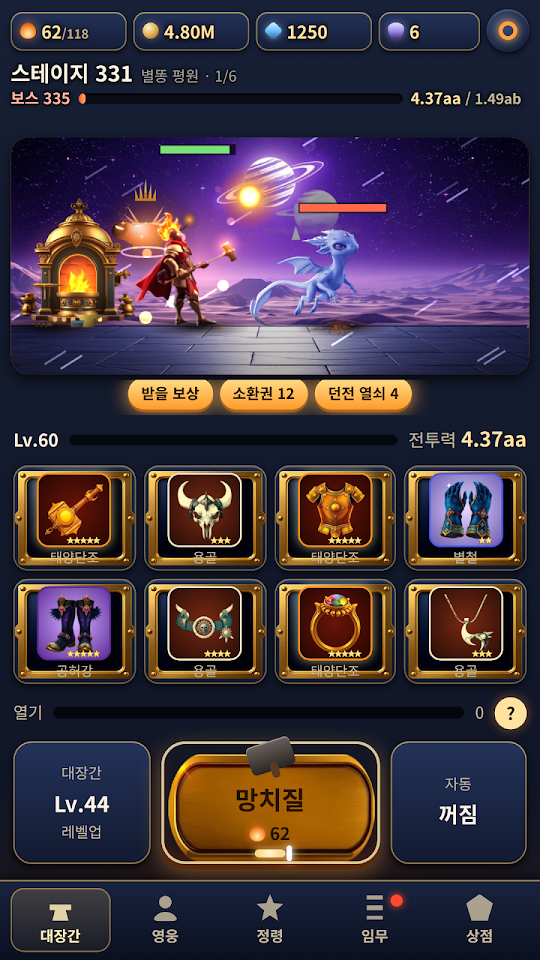 62/118 4.80M 1250 6
스테이지 331 별똥 평원 · 1/6
보스 335 4.37aa / 1.49ab
받을 보상 소환권 12 던전 열쇠 4
Lv.60 전투력 4.37aa
태양단조 용골 태양단조 별철
공허강 용골 태양단조 용골
열기 0 ?
대장간
Lv.44
레벨업
망치질
62
자동
꺼짐
대장간 영웅 정령 임무 상점